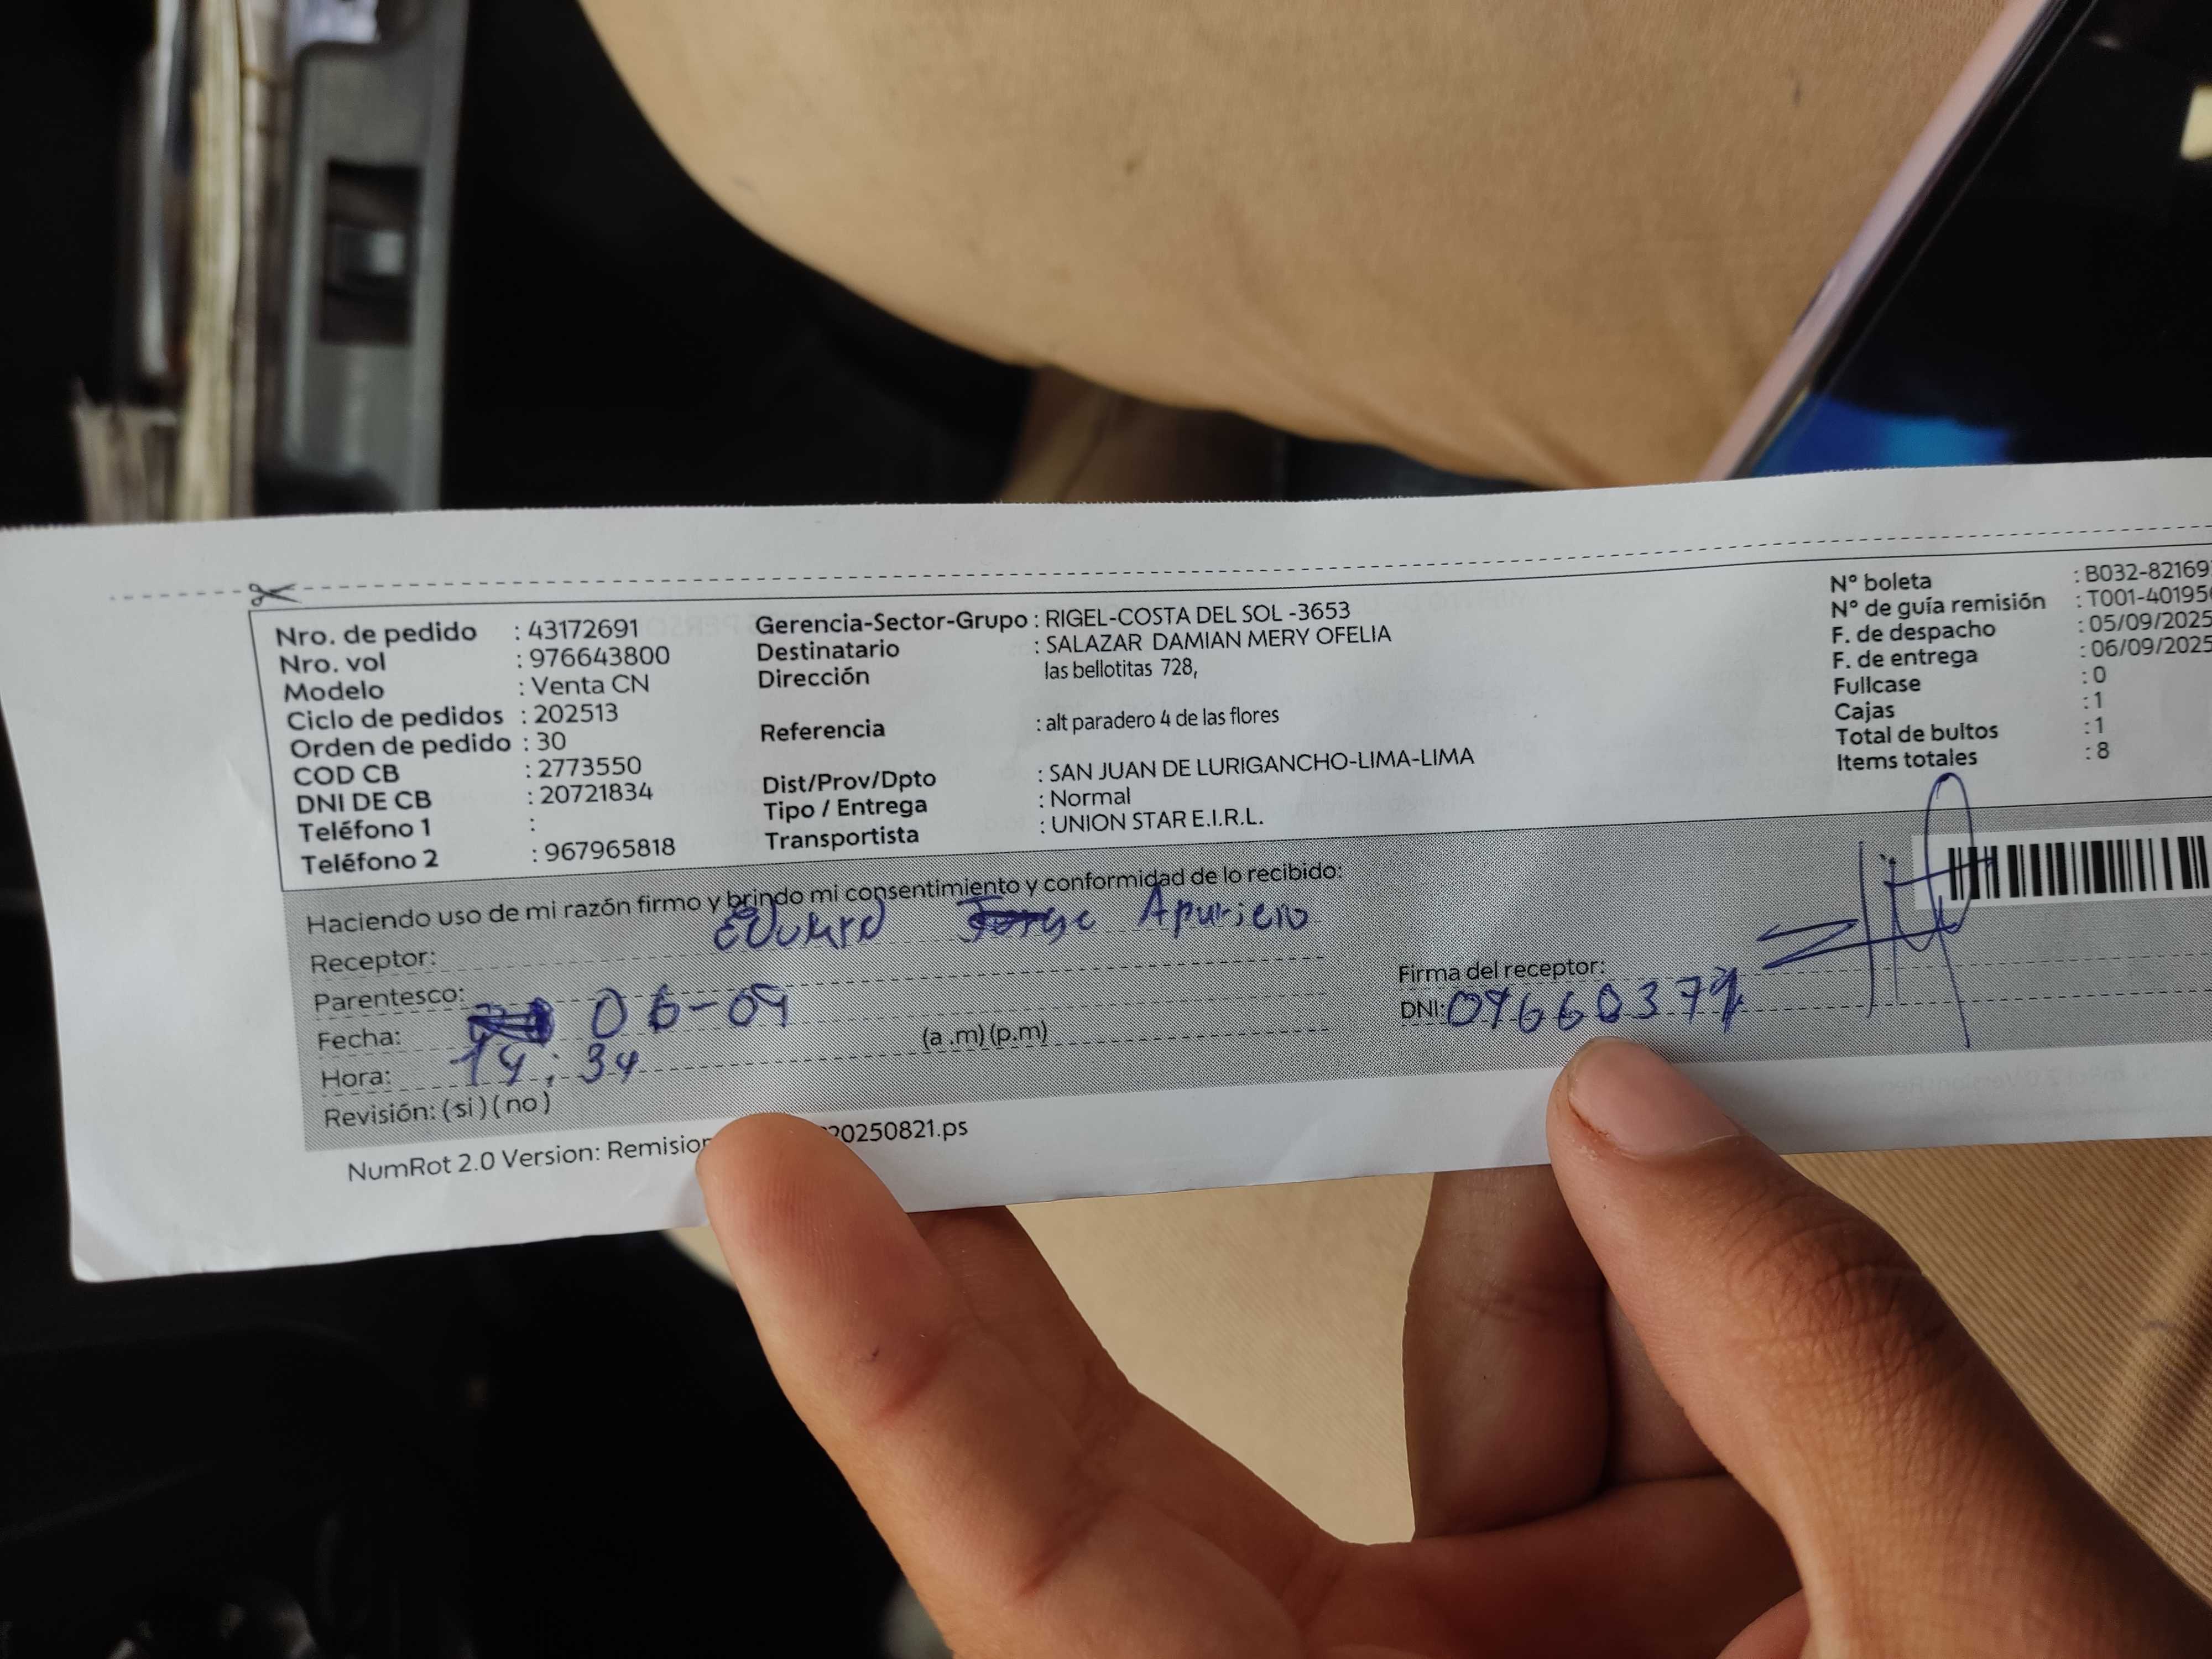 Nro. de pedido : 43172691
Nro. vol : 976643800
Modelo : Venta CN
Ciclo de pedidos : 202513
Orden de pedido : 30
COD CB : 2773550
DNI DE CB : 20721834
Teléfono 1 :
Teléfono 2 : 967965818
Gerencia-Sector-Grupo : RIGEL-COSTA DEL SOL -3653
Destinatario : SALAZAR DAMIAN MERY OFELIA
Dirección las bellotitas 728,
Referencia : alt paradero 4 de las flores
Dist/Prov/Dpto : SAN JUAN DE LURIGANCHO-LIMA-LIMA
Tipo / Entrega : Normal
Transportista : UNION STAR E.I.R.L.
N° boleta : B032-82169
N° de guía remisión : T001-40195
F. de despacho : 05/09/2025
F. de entrega : 06/09/2025
Fullcase : 0
Cajas : 1
Total de bultos : 1
Items totales : 8
Haciendo uso de mi razón firmo y brindo mi consentimiento y conformidad de lo recibido:
Receptor: Jorge
Parentesco:
Fecha: 06-09
Hora: 14:34 (a .m) (p.m)
Revisión: (si) (no)
Firma del receptor:
DNI:
NumRot 2.0 Version: Remision 20250821.ps